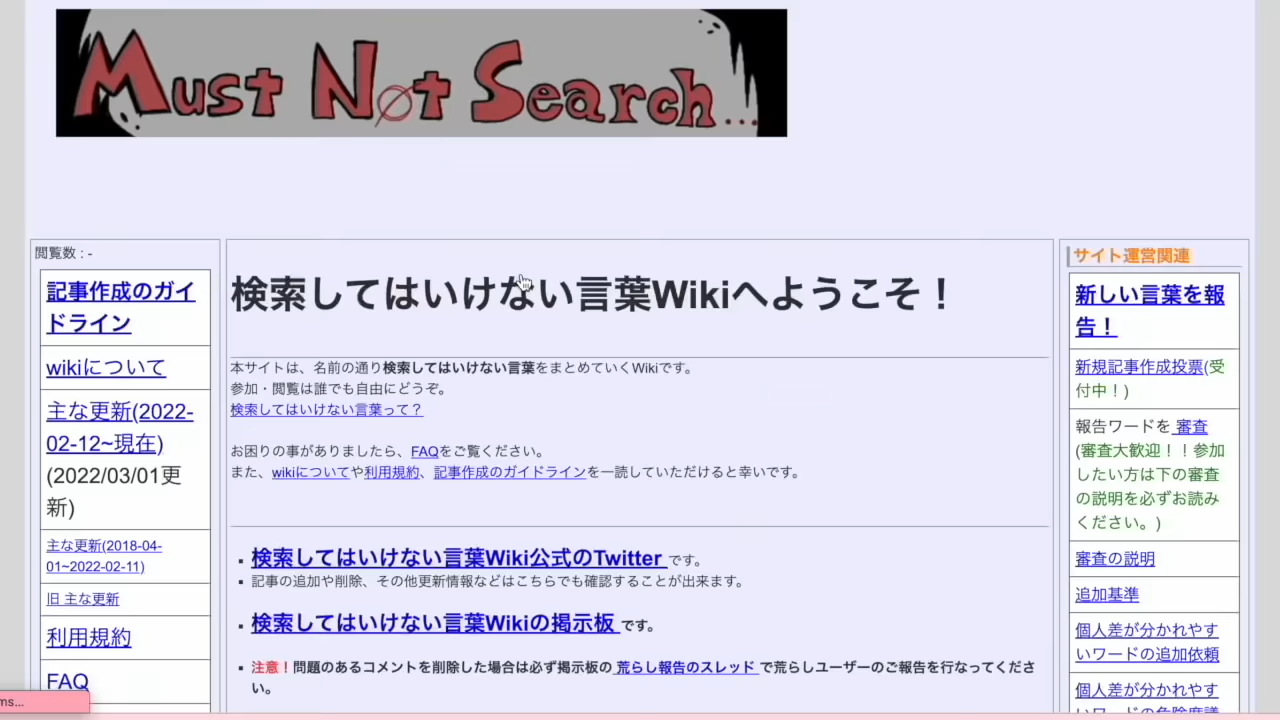 Must Not Search...
閲覧数 : -
記事作成のガイ
ドライン
wikiについて
主な更新(2022-
02-12~現在)
(2022/03/01更
新)
主な更新(2018-04-
01~2022-02-11)
旧 主な更新
利用規約
FAQ
ms...
検索してはいけない言葉Wikiへようこそ！
本サイトは、名前の通り検索してはいけない言葉をまとめていくWikiです。
参加・閲覧は誰でも自由にどうぞ。
検索してはいけない言葉って？
お困りの事がありましたら、FAQをご覧ください。
また、wikiについてや利用規約、記事作成のガイドラインを一読していただけると幸いです。
検索してはいけない言葉Wiki公式のTwitter です。
記事の追加や削除、その他更新情報などはこちらでも確認することが出来ます。
検索してはいけない言葉Wikiの掲示板 です。
注意！問題のあるコメントを削除した場合は必ず掲示板の 荒らし報告のスレッド で荒らしユーザーのご報告を行なってくださ
い。
サイト運営関連
新しい言葉を報
告！
新規記事作成投票(受
付中！)
報告ワードを 審査
(審査大歓迎！！参加
したい方は下の審査
の説明を必ずお読み
ください。)
審査の説明
追加基準
個人差が分かれやす
いワードの追加依頼
個人差が分かれやす